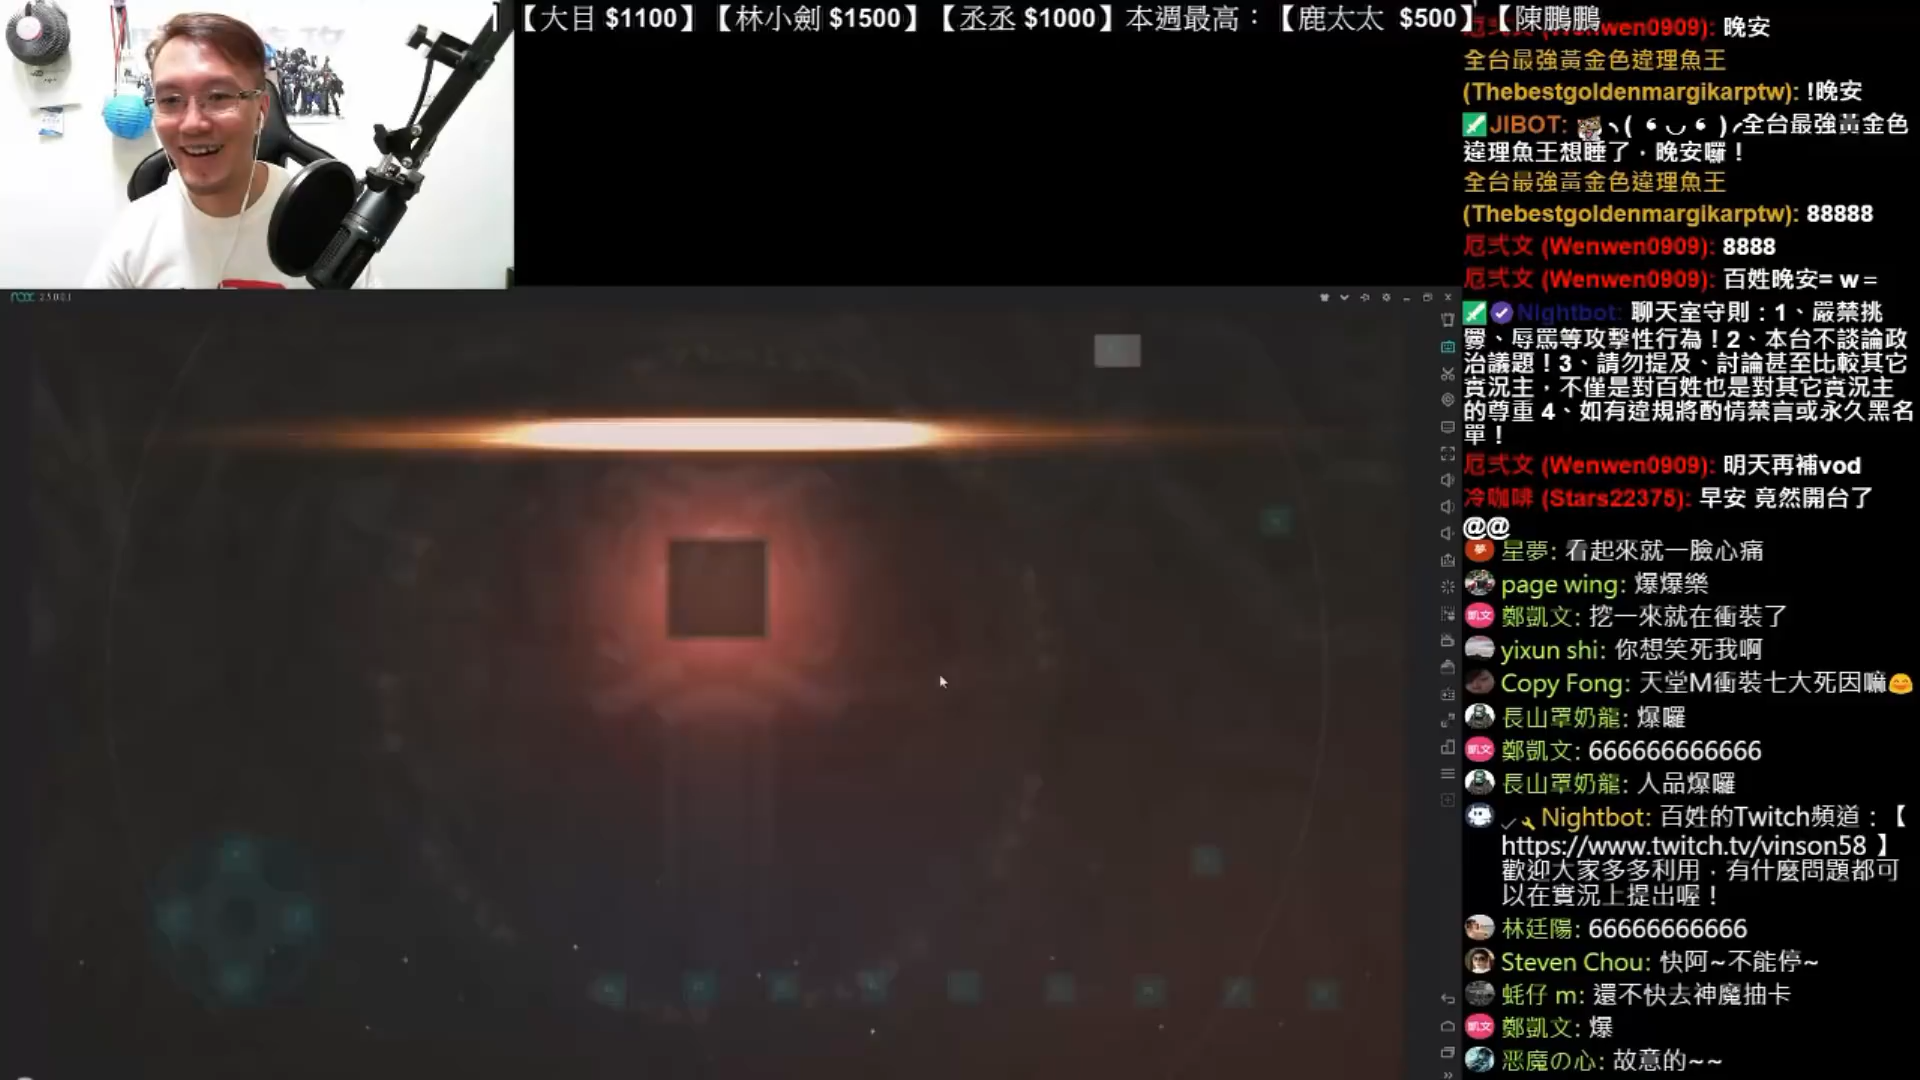 【大目 $1100】【林小劍 $1500】【丞丞 $1000】本週最高：【鹿太太 $500】【陳鵬鵬
厄弍文 (Wenwen0909): 晚安
全台最強黃金色違理魚王
(Thebestgoldenmargikarptw): !晚安
JIBOT: ヽ( • ◡ • )ノ全台最強黃金色
違理魚王想睡了，晚安囉！
全台最強黃金色違理魚王
(Thebestgoldenmargikarptw): 88888
厄弍文 (Wenwen0909): 8888
厄弍文 (Wenwen0909): 百姓晚安= w =
Nightbot: 聊天室守則：1、嚴禁挑
釁、辱罵等攻擊性行為！2、本台不談論政
治議題！3、請勿提及、討論甚至比較其它
實況主，不僅是對百姓也是對其它實況主
的尊重 4、如有違規將酌情禁言或永久黑名
單！
厄弍文 (Wenwen0909): 明天再補vod
冷咖啡 (Stars22375): 早安 竟然開台了
@@
星夢: 看起來就一臉心痛
page wing: 爆爆樂
鄭凱文: 挖一來就在衝裝了
yixun shi: 你想笑死我啊
Copy Fong: 天堂M衝裝七大死因嘛😊
長山罩奶龍: 爆囉
鄭凱文: 666666666666
長山罩奶龍: 人品爆囉
Nightbot: 百姓的Twitch頻道：【
https://www.twitch.tv/vinson58 】
歡迎大家多多利用，有什麼問題都可
以在實況上提出喔！
林廷陽: 66666666666
Steven Chou: 快阿~不能停~
蚝仔 m: 還不快去神魔抽卡
鄭凱文: 爆
恶魔の心: 故意的~~